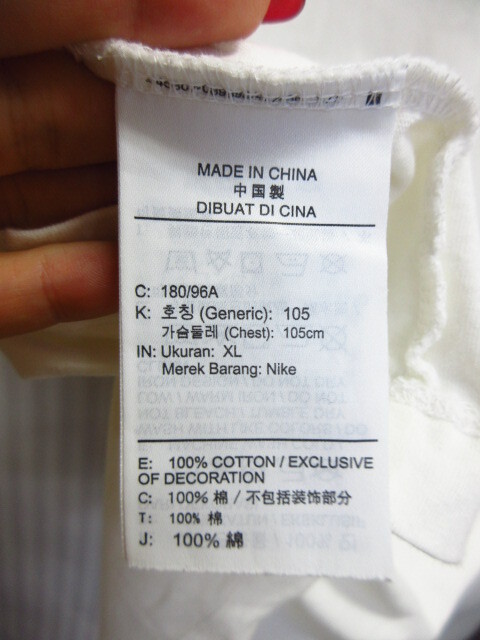 MADE IN CHINA
中国製
DIBUAT DI CINA
C: 180/96A
K: 호칭 (Generic): 105
가슴둘레 (Chest): 105cm
IN: Ukuran: XL
Merek Barang: Nike
E: 100% COTTON / EXCLUSIVE
OF DECORATION
C: 100% 棉 / 不包括装饰部分
T: 100% 棉
J: 100% 綿